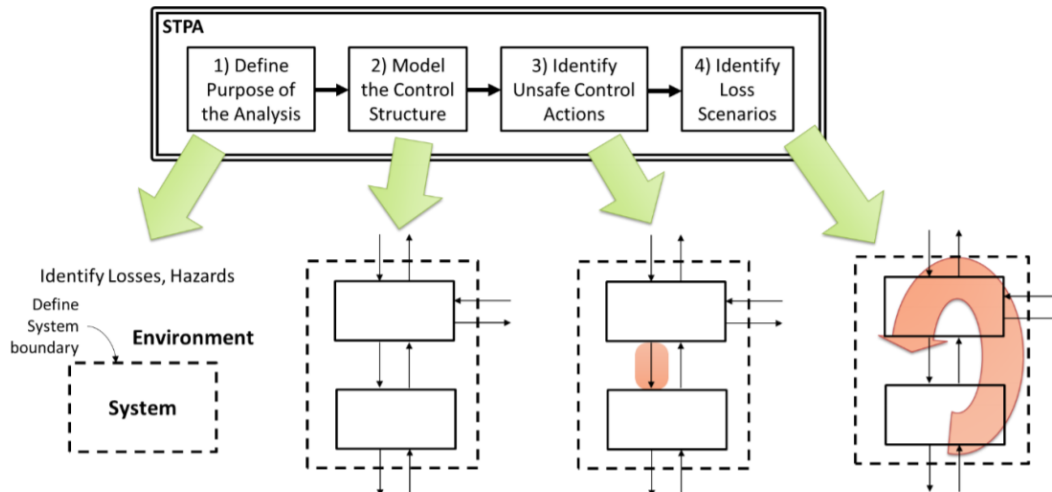 STPA
1) Define
Purpose of
the Analysis
2) Model
the Control
Structure
3) Identify
Unsafe Control
Actions
4) Identify
Loss
Scenarios
Identify Losses, Hazards
Define
System
boundary
Environment
System